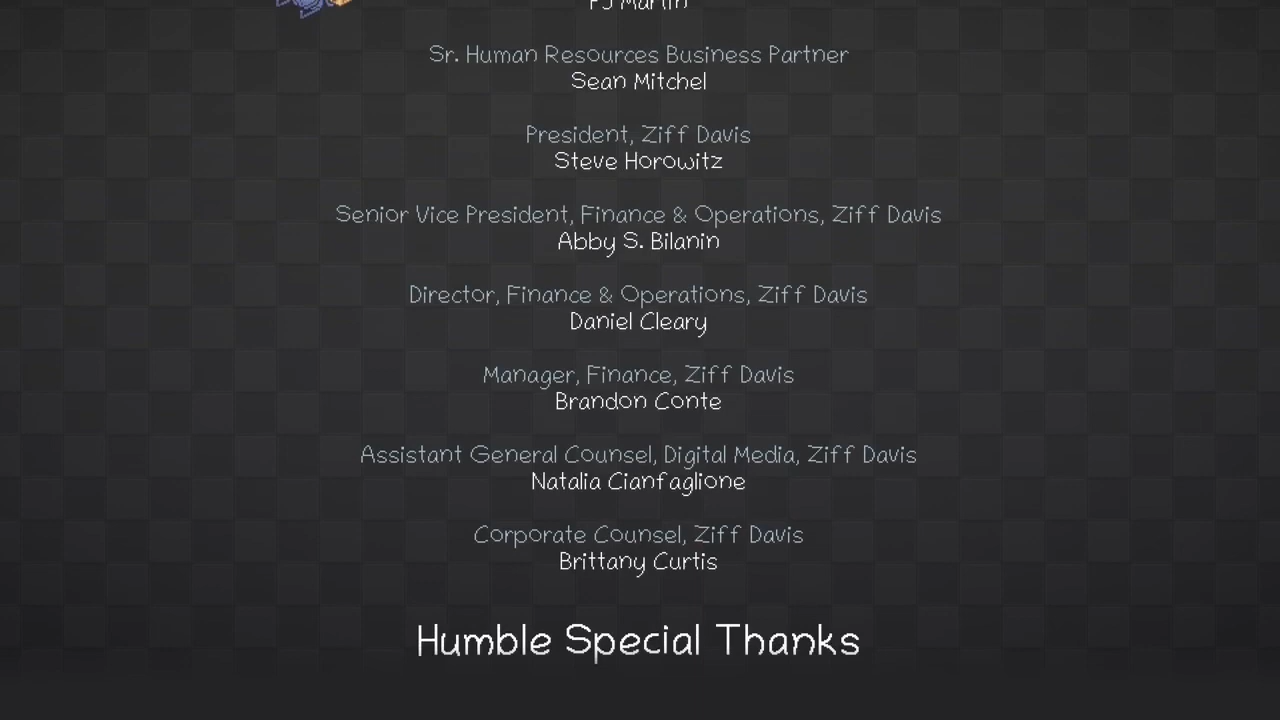 Sr. Human Resources Business Partner
Sean Mitchel
President, Ziff Davis
Steve Horowitz
Senior Vice President, Finance & Operations, Ziff Davis
Abby S. Bilanin
Director, Finance & Operations, Ziff Davis
Daniel Cleary
Manager, Finance, Ziff Davis
Brandon Conte
Assistant General Counsel, Digital Media, Ziff Davis
Natalia Cianfaglione
Corporate Counsel, Ziff Davis
Brittany Curtis
Humble Special Thanks